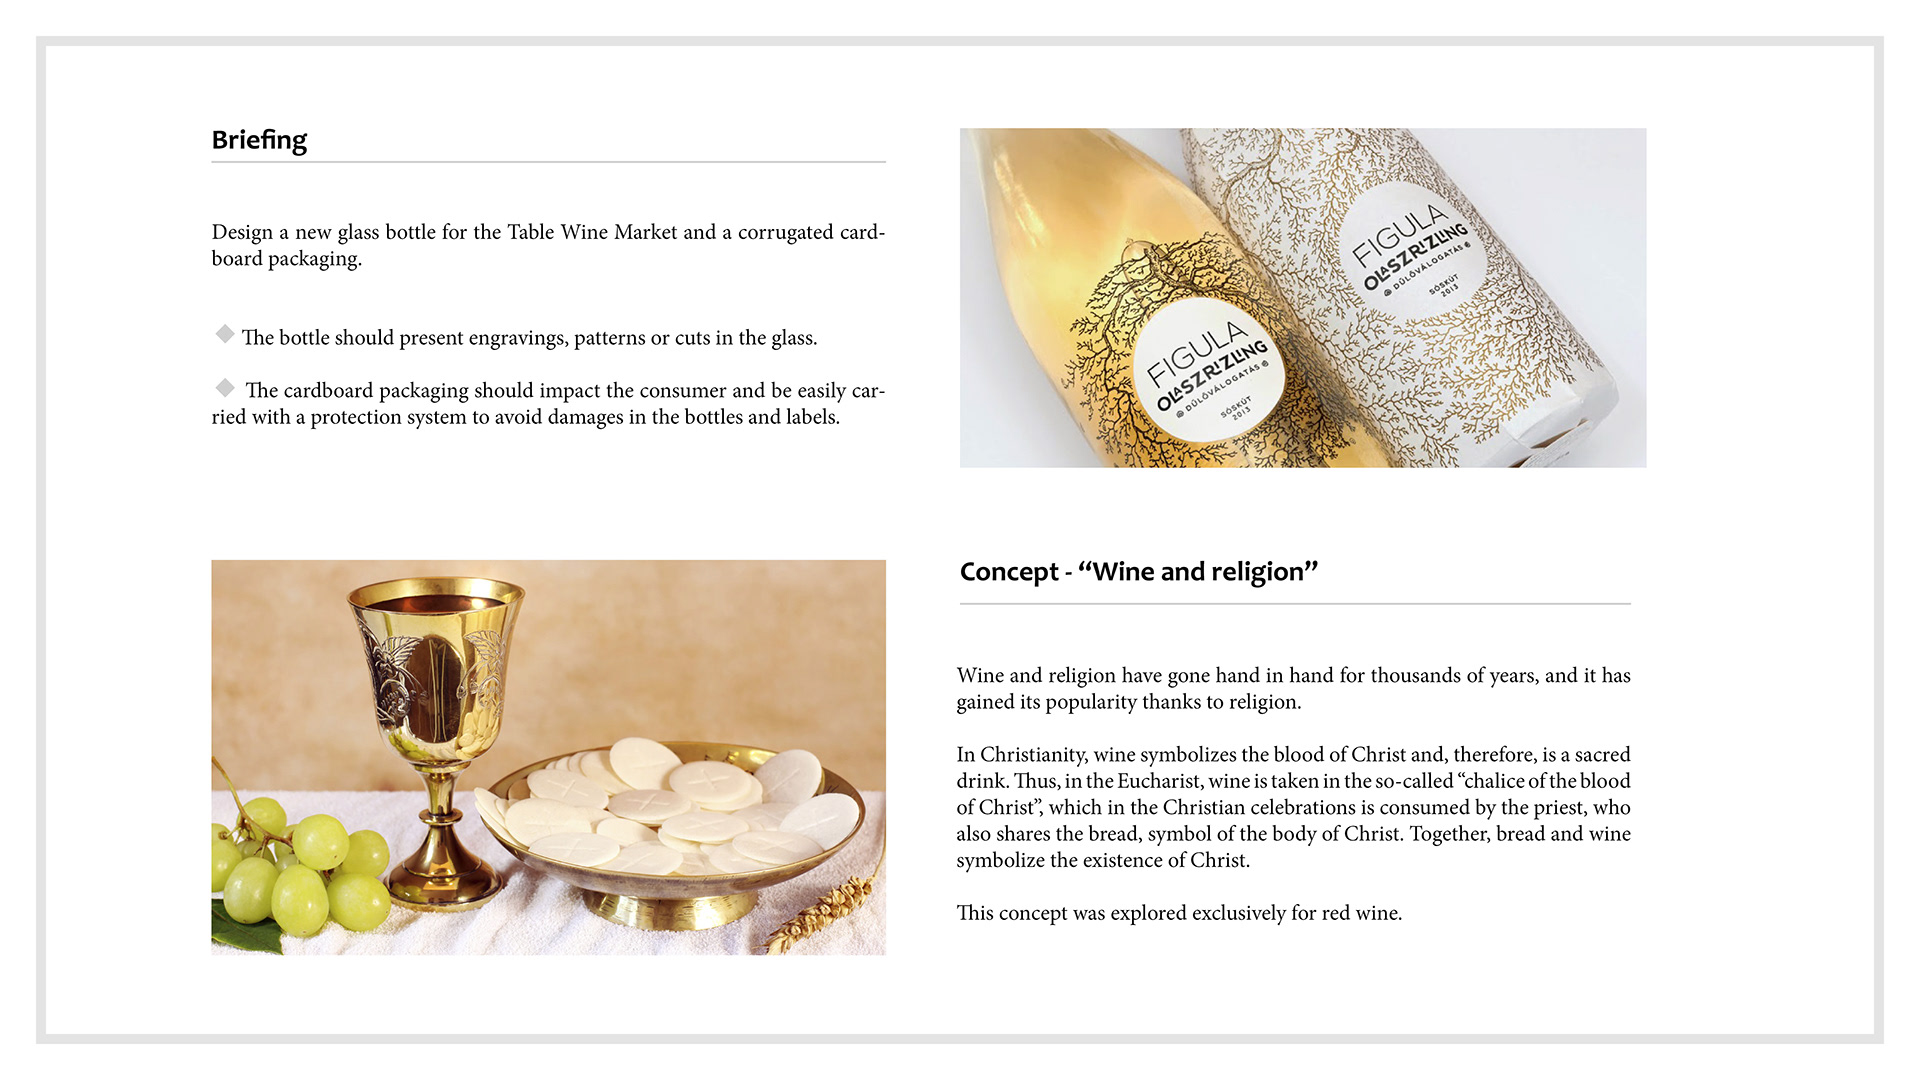 Briefing
Design a new glass bottle for the Table Wine Market and a corrugated card-
board packaging.
The bottle should present engravings, patterns or cuts in the glass.
The cardboard packaging should impact the consumer and be easily car-
ried with a protection system to avoid damages in the bottles and labels.
FIGULA
OLASZRIZLING
@ DŰLŐVÁLOGATÁS @
SÓSKÚT
2013
FIGULA
OLASZRIZLING
@ DŰLŐVÁLOGATÁS @
SÓSKÚT
2013
Concept - “Wine and religion”
Wine and religion have gone hand in hand for thousands of years, and it has
gained its popularity thanks to religion.
In Christianity, wine symbolizes the blood of Christ and, therefore, is a sacred
drink. Thus, in the Eucharist, wine is taken in the so-called “chalice of the blood
of Christ”, which in the Christian celebrations is consumed by the priest, who
also shares the bread, symbol of the body of Christ. Together, bread and wine
symbolize the existence of Christ.
This concept was explored exclusively for red wine.